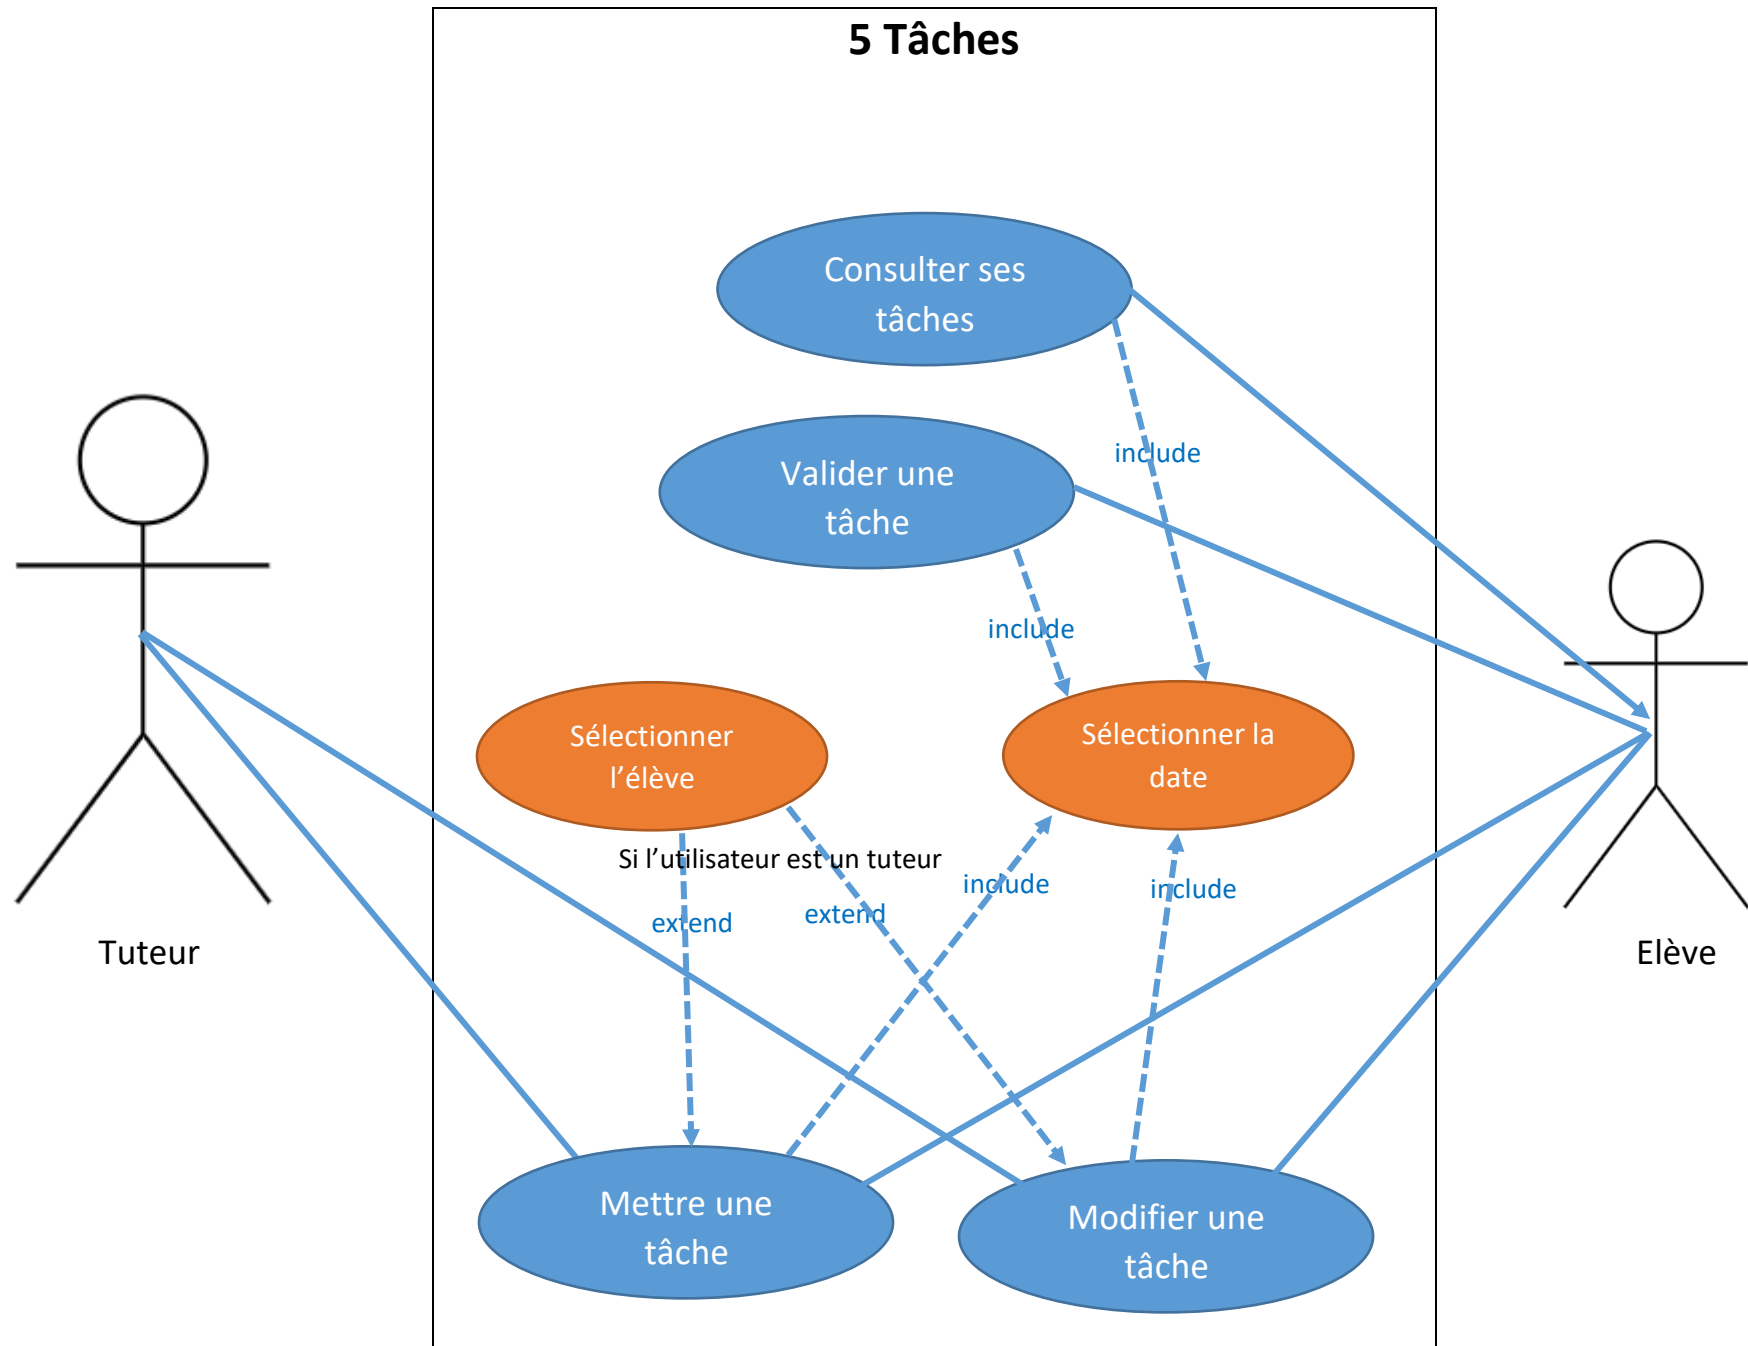 5 Tâches
Consulter ses
tâches
include
Valider une
tâche
include
Sélectionner
l'élève
Sélectionner la
date
Si l'utilisateur est un tuteur
include
include
extend
extend
Tuteur
Elève
Mettre une
tâche
Modifier une
tâche